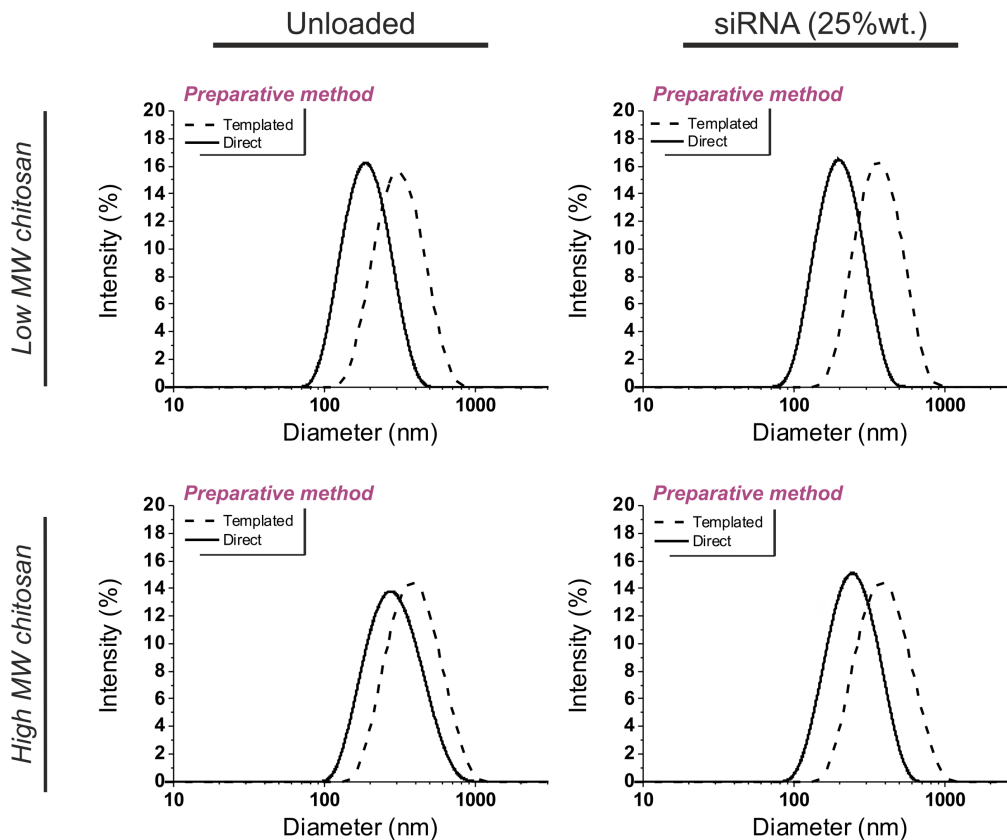 Unloaded
siRNA (25%wt.)
Low MW chitosan
Preparative method
Templated
Direct
20
18
16
14
12
10
8
6
4
2
0
Intensity (%)
10
100
1000
Diameter (nm)
Preparative method
Templated
Direct
20
18
16
14
12
10
8
6
4
2
0
Intensity (%)
10
100
1000
Diameter (nm)
High MW chitosan
Preparative method
Templated
Direct
20
18
16
14
12
10
8
6
4
2
0
Intensity (%)
10
100
1000
Diameter (nm)
Preparative method
Templated
Direct
20
18
16
14
12
10
8
6
4
2
0
Intensity (%)
10
100
1000
Diameter (nm)